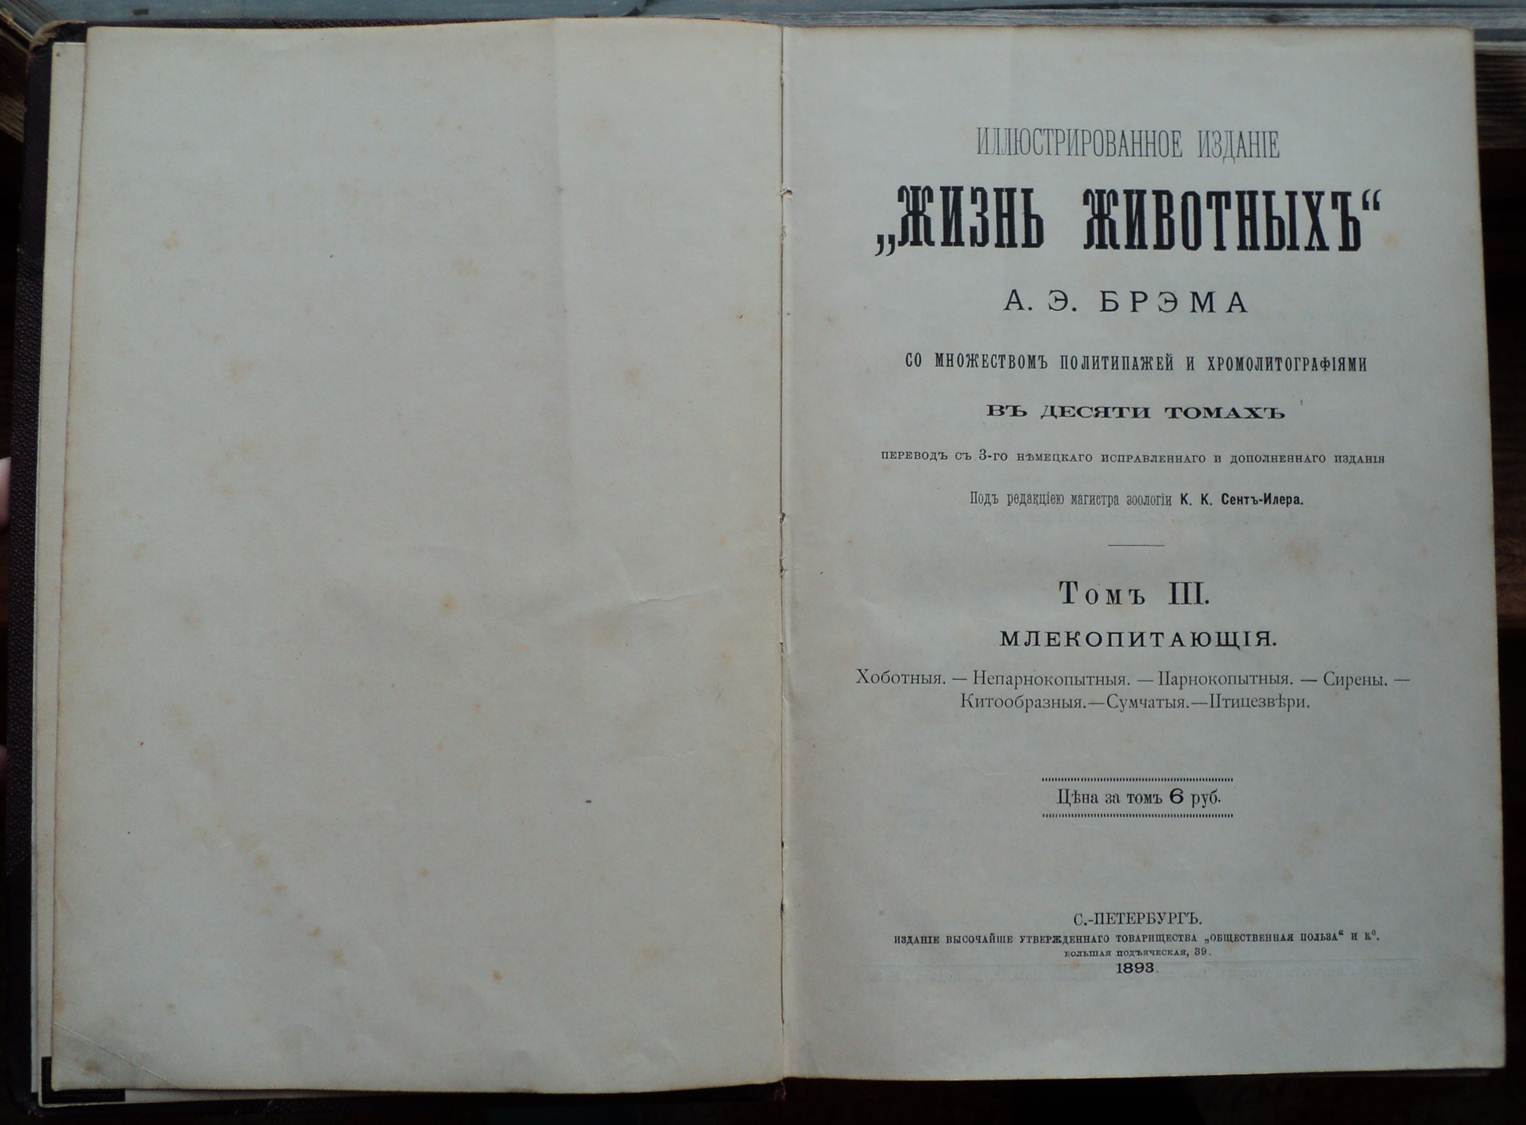 ИЛЛЮСТРИРОВАННОЕ ИЗДАНІЕ
„ЖИЗНЬ ЖИВОТНЫХЪ“
А. Э. БРЭМА
СО МНОЖЕСТВОМЪ ПОЛИТИПАЖЕЙ И ХРОМОЛИТОГРАФІЯМИ
ВЪ ДЕСЯТИ ТОМАХЪ
ПЕРЕВОДЪ СЪ 3-ГО НѢМЕЦКАГО ИСПРАВЛЕННАГО И ДОПОЛНЕННАГО ИЗДАНІЯ
Подъ редакціею магистра зоологіи К. К. Сентъ-Илера.
Томъ III.
МЛЕКОПИТАЮЩІЯ.
Хоботныя. — Непарнокопытныя. — Парнокопытныя. — Сирены. —
Китообразныя.—Сумчатыя.—Птицезвѣри.
Цѣна за томъ 6 руб.
С.-ПЕТЕРБУРГЪ.
ИЗДАНІЕ ВЫСОЧАЙШЕ УТВЕРЖДЕННАГО ТОВАРИЩЕСТВА „ОБЩЕСТВЕННАЯ ПОЛЬЗА“ И К⁰.
БОЛЬШАЯ ПОДЪЯЧЕСКАЯ, 39.
1893.